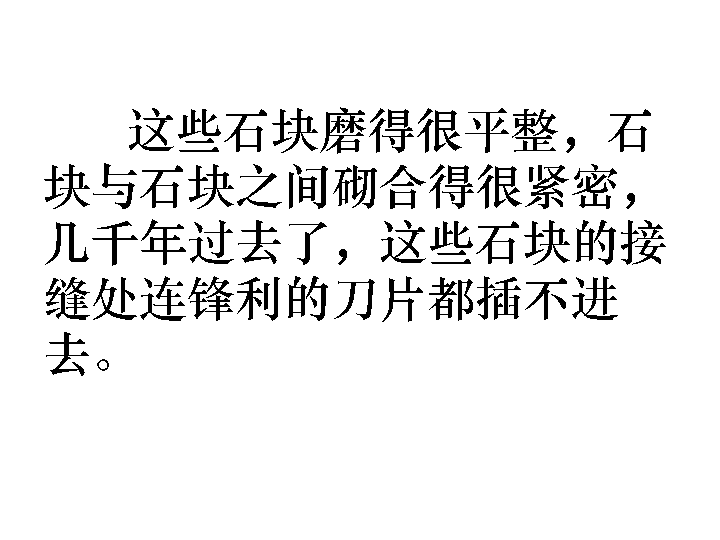 这些石块磨得很平整，石
块与石块之间砌合得很紧密，
几千年过去了，这些石块的接
缝处连锋利的刀片都插不进
去。